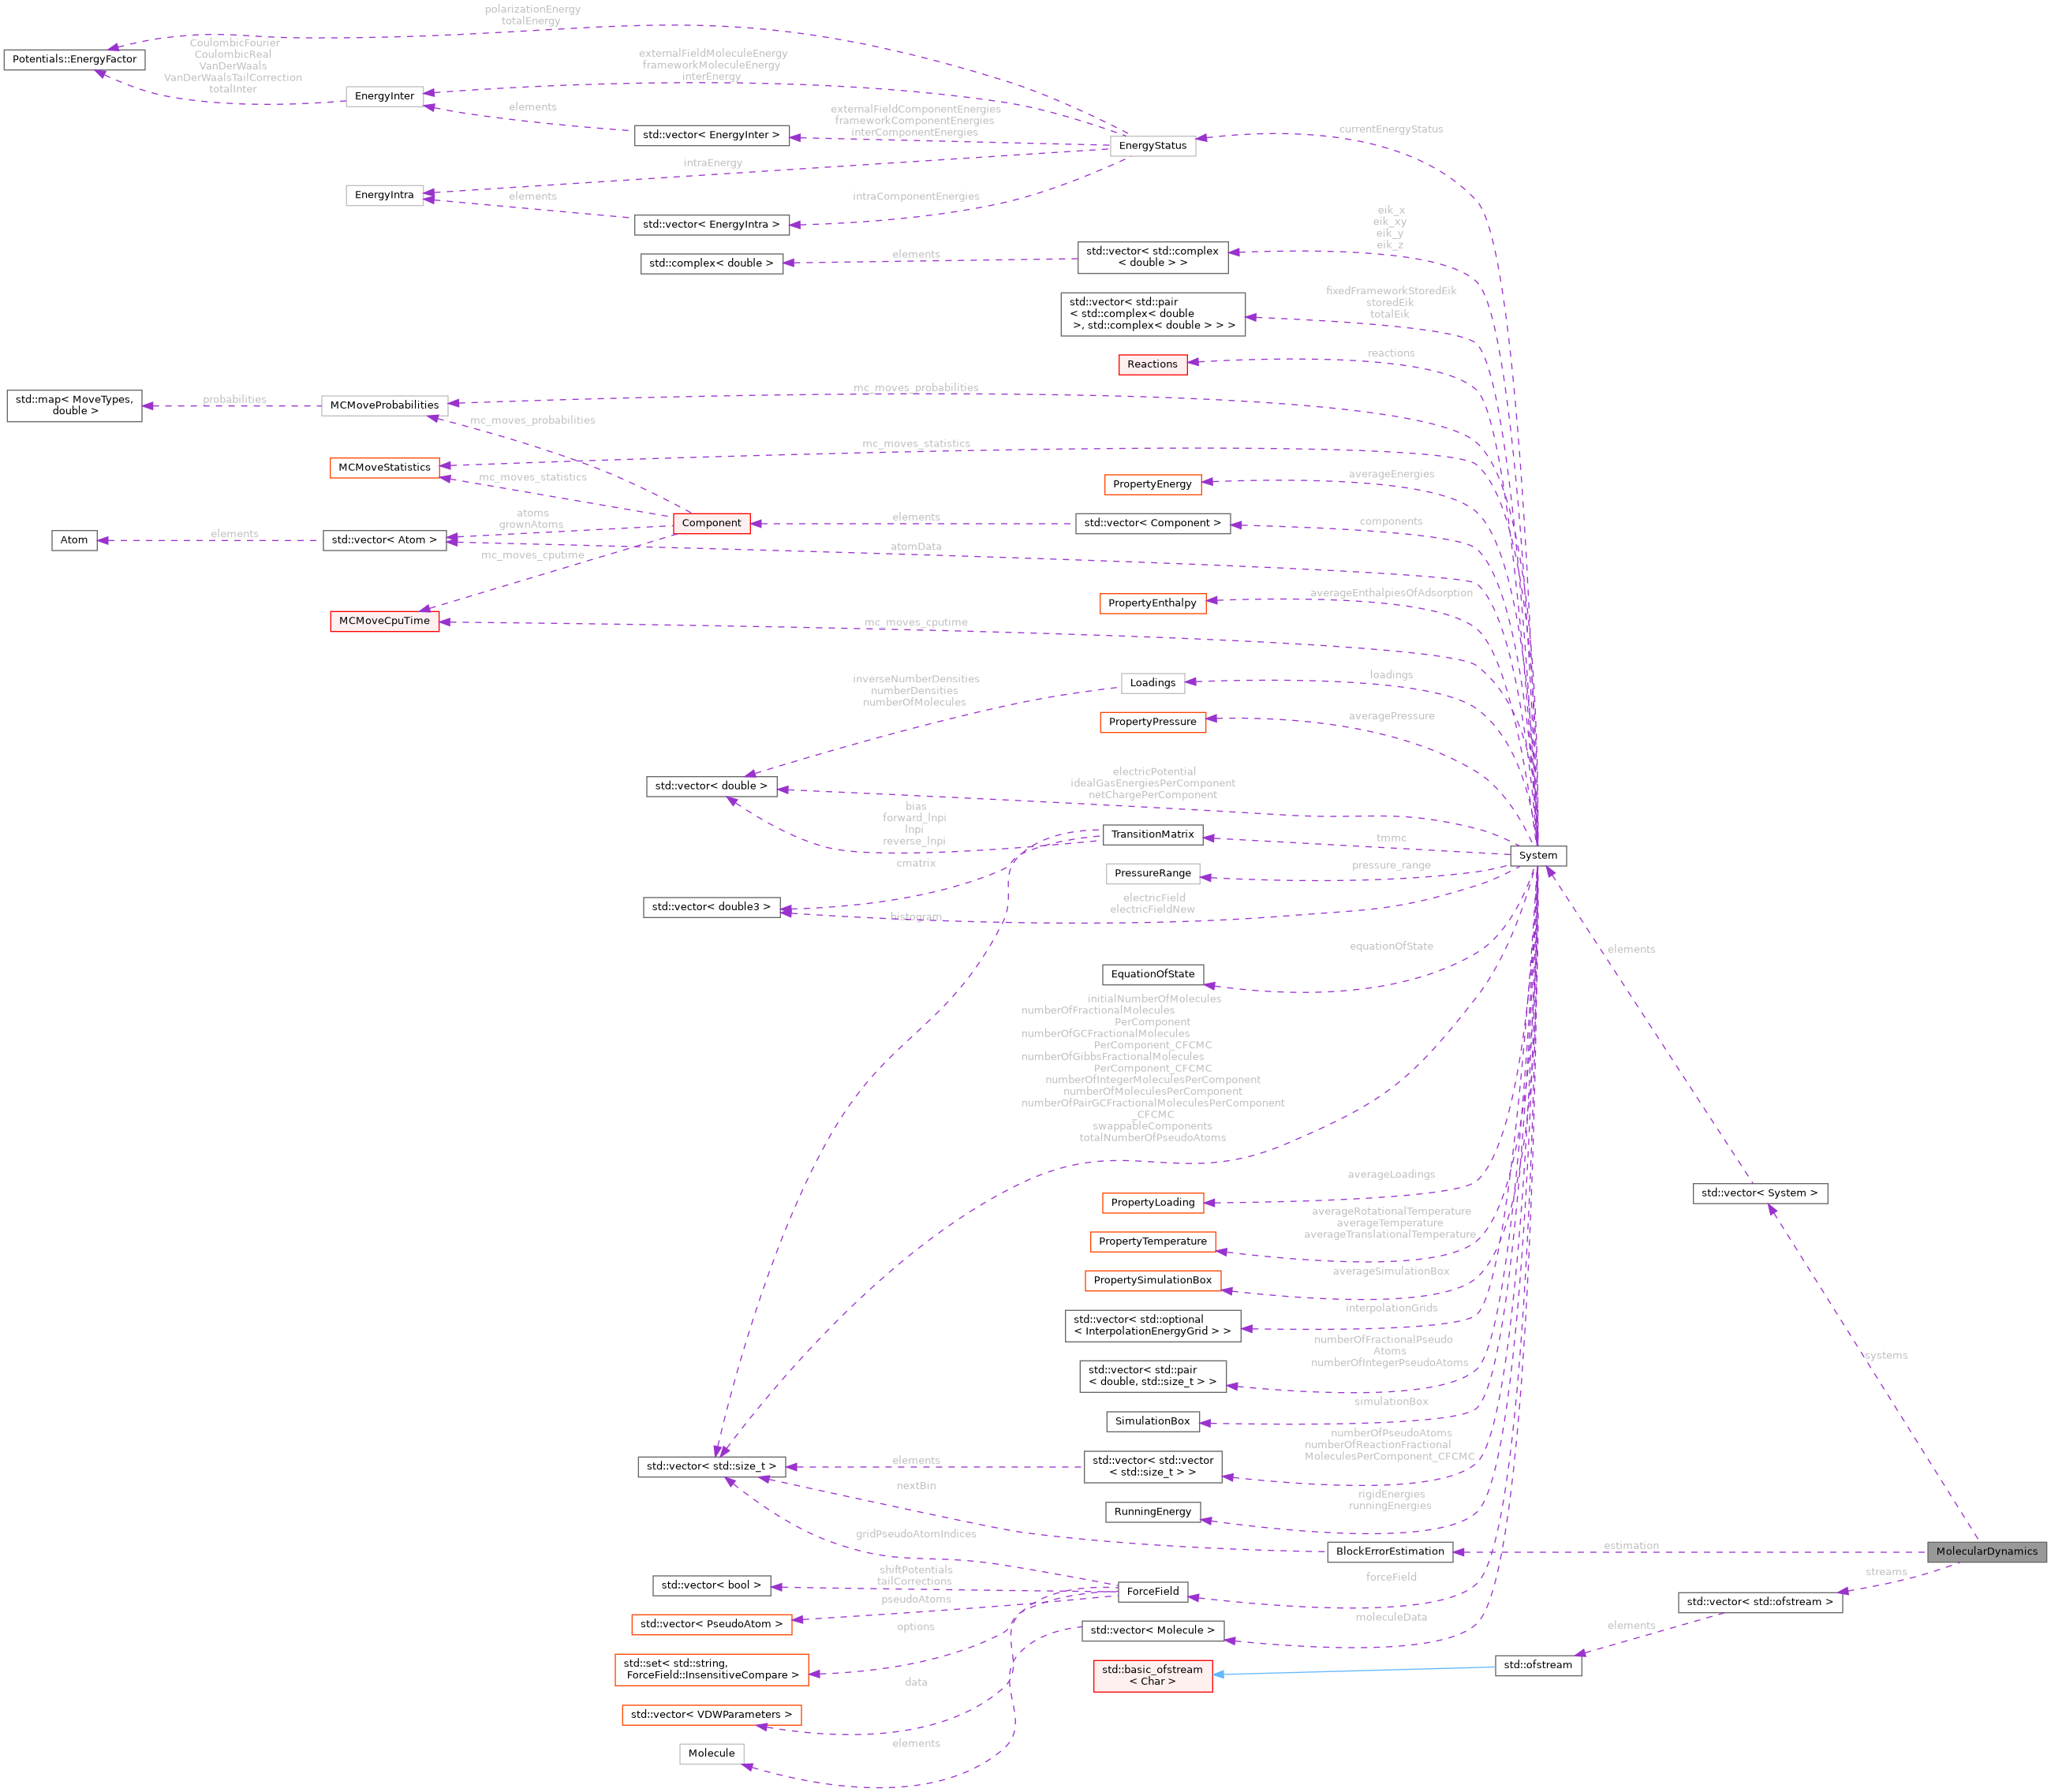 polarizationEnergy
totalEnergy
Potentials::EnergyFactor
CoulombicFourier
CoulombicReal
VanDerWaals
VanDerWaalsTailCorrection
totalInter
externalFieldMoleculeEnergy
frameworkMoleculeEnergy
interEnergy
EnergyInter
elements
std::vector< EnergyInter >
externalFieldComponentEnergies
frameworkComponentEnergies
interComponentEnergies
EnergyStatus
currentEnergyStatus
intraEnergy
EnergyIntra
elements
intraComponentEnergies
std::vector< EnergyIntra >
eik_x
eik_xy
eik_y
eik_z
std::complex< double >
elements
std::vector< std::complex
< double > >
std::vector< std::pair
< std::complex< double
>, std::complex< double > > >
fixedFrameworkStoredEik
storedEik
totalEik
Reactions
reactions
std::map< MoveTypes,
double >
probabilities
MCMoveProbabilities
mc_moves_probabilities
mc_moves_probabilities
MCMoveStatistics
mc_moves_statistics
mc_moves_statistics
PropertyEnergy
averageEnergies
Atom
elements
std::vector< Atom >
atoms
grownAtoms
Component
elements
std::vector< Component >
components
atomData
mc_moves_cputime
MCMoveCpuTime
mc_moves_cputime
PropertyEnthalpy
averageEnthalpiesOfAdsorption
inverseNumberDensities
numberDensities
numberOfMolecules
Loadings
loadings
PropertyPressure
averagePressure
std::vector< double >
electricPotential
idealGasEnergiesPerComponent
netChargePerComponent
bias
forward_lnpi
lnpi
reverse_lnpi
TransitionMatrix
tmmc
System
cmatrix
PressureRange
pressure_range
std::vector< double3 >
histogram
electricField
electricFieldNew
elements
EquationOfState
equationOfState
initialNumberOfMolecules
numberOfFractionalMolecules
PerComponent
numberOfGCFractionalMolecules
PerComponent_CFCMC
numberOfGibbsFractionalMolecules
PerComponent_CFCMC
numberOfIntegerMoleculesPerComponent
numberOfMoleculesPerComponent
numberOfPairGCFractionalMoleculesPerComponent
_CFCMC
swappableComponents
totalNumberOfPseudoAtoms
PropertyLoading
averageLoadings
std::vector< System >
PropertyTemperature
averageRotationalTemperature
averageTemperature
averageTranslationalTemperature
PropertySimulationBox
averageSimulationBox
std::vector< std::optional
< InterpolationEnergyGrid > >
interpolationGrids
systems
std::vector< std::pair
< double, std::size_t > >
numberOfFractionalPseudo
Atoms
numberOfIntegerPseudoAtoms
SimulationBox
simulationBox
std::vector< std::size_t >
elements
std::vector< std::vector
< std::size_t > >
numberOfPseudoAtoms
numberOfReactionFractional
MoleculesPerComponent_CFCMC
nextBin
RunningEnergy
rigidEnergies
runningEnergies
gridPseudoAtomIndices
BlockErrorEstimation
estimation
MolecularDynamics
std::vector< bool >
shiftPotentials
tailCorrections
ForceField
forceField
streams
std::vector< std::ofstream >
std::vector< PseudoAtom >
pseudoAtoms
std::vector< Molecule >
moleculeData
elements
options
std::set< std::string,
ForceField::InsensitiveCompare >
std::basic_ofstream
< Char >
std::ofstream
data
std::vector< VDWParameters >
elements
Molecule